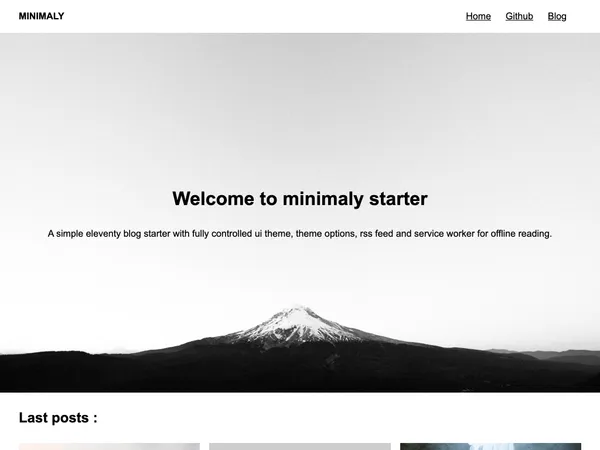 MINIMALY
Home Github Blog
Welcome to minimaly starter
A simple eleventy blog starter with fully controlled ui theme, theme options, rss feed and service worker for offline reading.
Last posts :